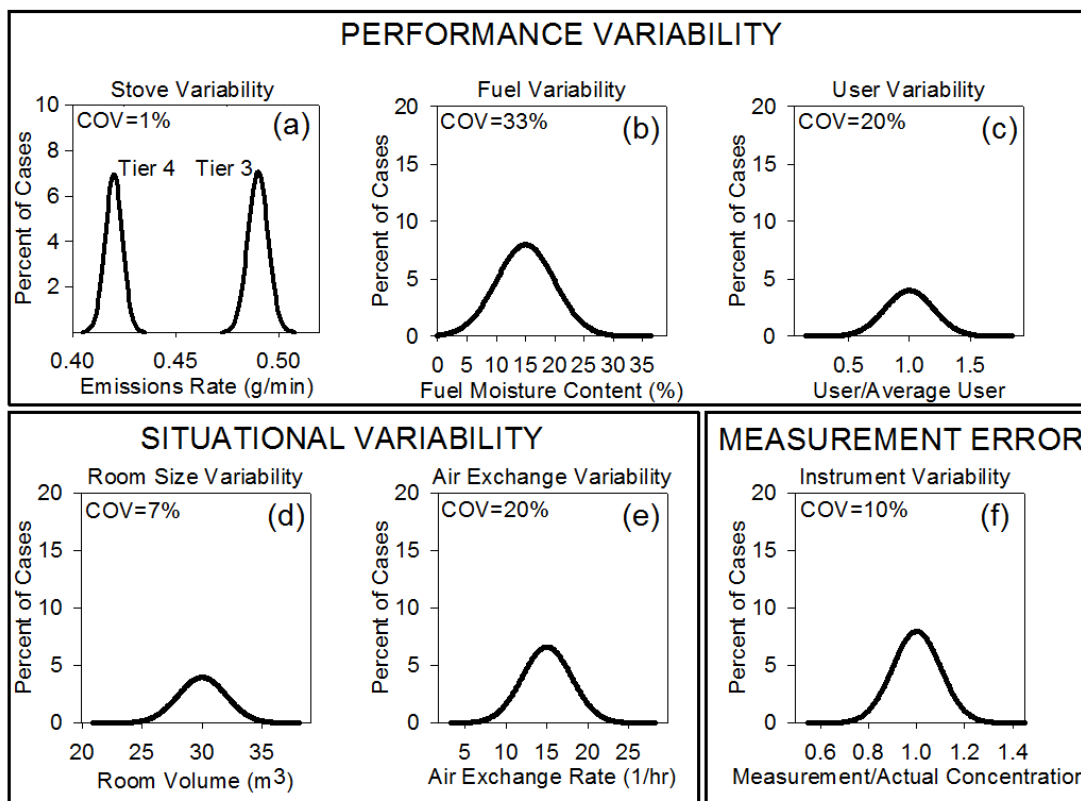 PERFORMANCE VARIABILITY
Stove Variability
COV=1%
(a)
Tier 4
Tier 3
Percent of Cases
10
8
6
4
2
0.40
0.45
0.50
Emissions Rate (g/min)
Fuel Variability
COV=33%
(b)
Percent of Cases
20
15
10
5
0
0
5
10
15
20
25
30
35
Fuel Moisture Content (%)
User Variability
COV=20%
(c)
Percent of Cases
20
15
10
5
0
0.5
1.0
1.5
User/Average User
SITUATIONAL VARIABILITY
Room Size Variability
COV=7%
(d)
Percent of Cases
20
15
10
5
0
20
25
30
35
Room Volume (m3)
Air Exchange Variability
COV=20%
(e)
Percent of Cases
20
15
10
5
0
5
10
15
20
25
Air Exchange Rate (1/hr)
MEASUREMENT ERROR
Instrument Variability
COV=10%
(f)
Percent of Cases
20
15
10
5
0
0.6
0.8
1.0
1.2
1.4
Measurement/Actual Concentration